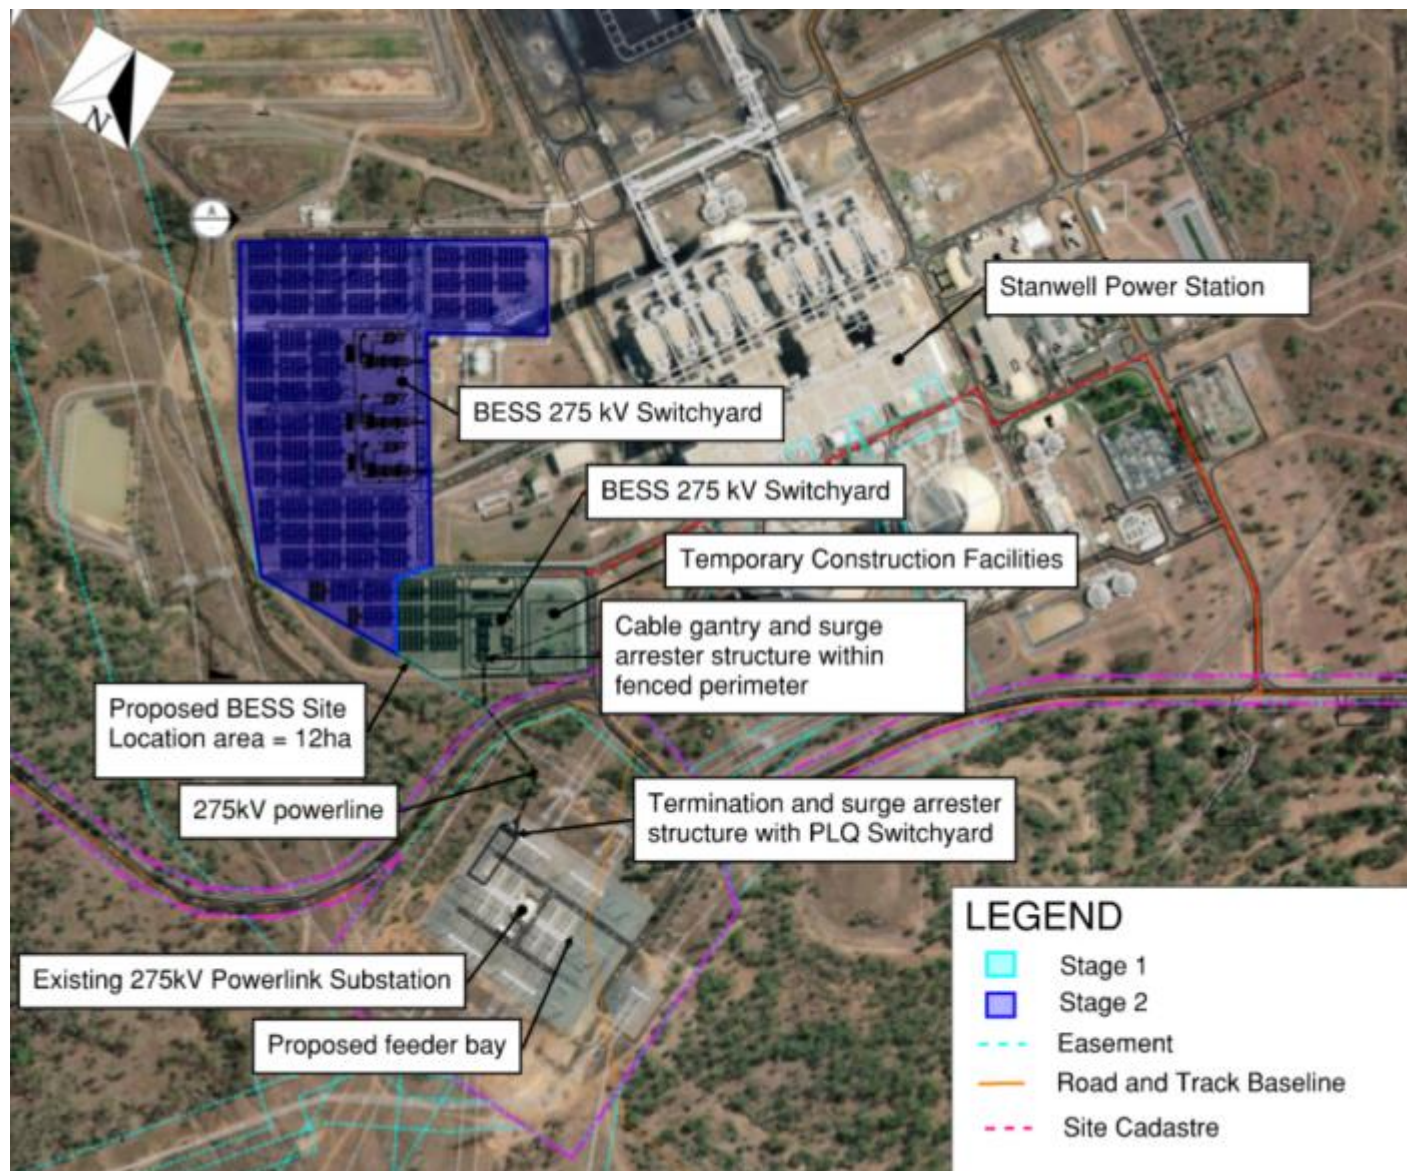 N
A
Stanwell Power Station
BESS 275 kV Switchyard
BESS 275 kV Switchyard
Temporary Construction Facilities
Cable gantry and surge
arrester structure within
fenced perimeter
Proposed BESS Site
Location area = 12ha
275kV powerline
Termination and surge arrester
structure with PLQ Switchyard
Existing 275kV Powerlink Substation
Proposed feeder bay
LEGEND
Stage 1
Stage 2
Easement
Road and Track Baseline
Site Cadastre